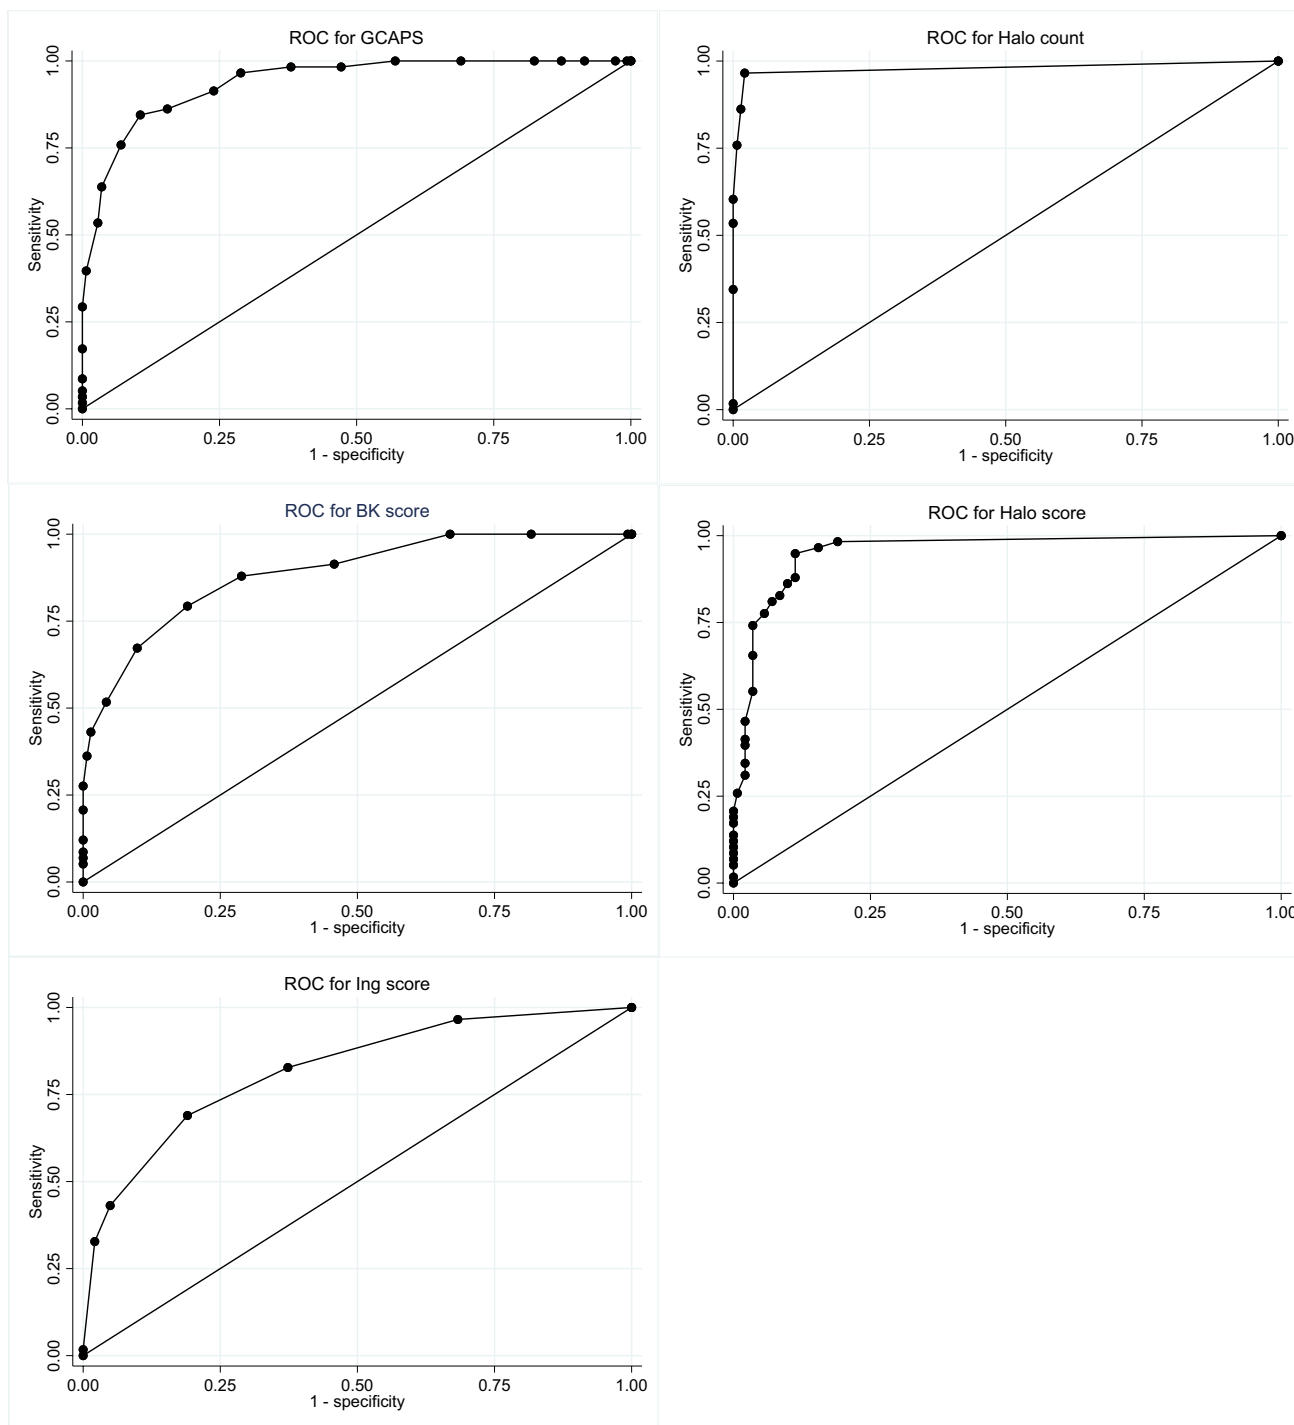 ROC for GCAPS
Sensitivity
1.00
0.75
0.50
0.25
0.00
0.00 0.25 0.50 0.75 1.00
1 - specificity
ROC for Halo count
Sensitivity
1.00
0.75
0.50
0.25
0.00
0.00 0.25 0.50 0.75 1.00
1 - specificity
ROC for BK score
Sensitivity
1.00
0.75
0.50
0.25
0.00
0.00 0.25 0.50 0.75 1.00
1 - specificity
ROC for Halo score
Sensitivity
1.00
0.75
0.50
0.25
0.00
0.00 0.25 0.50 0.75 1.00
1 - specificity
ROC for Ing score
Sensitivity
1.00
0.75
0.50
0.25
0.00
0.00 0.25 0.50 0.75 1.00
1 - specificity